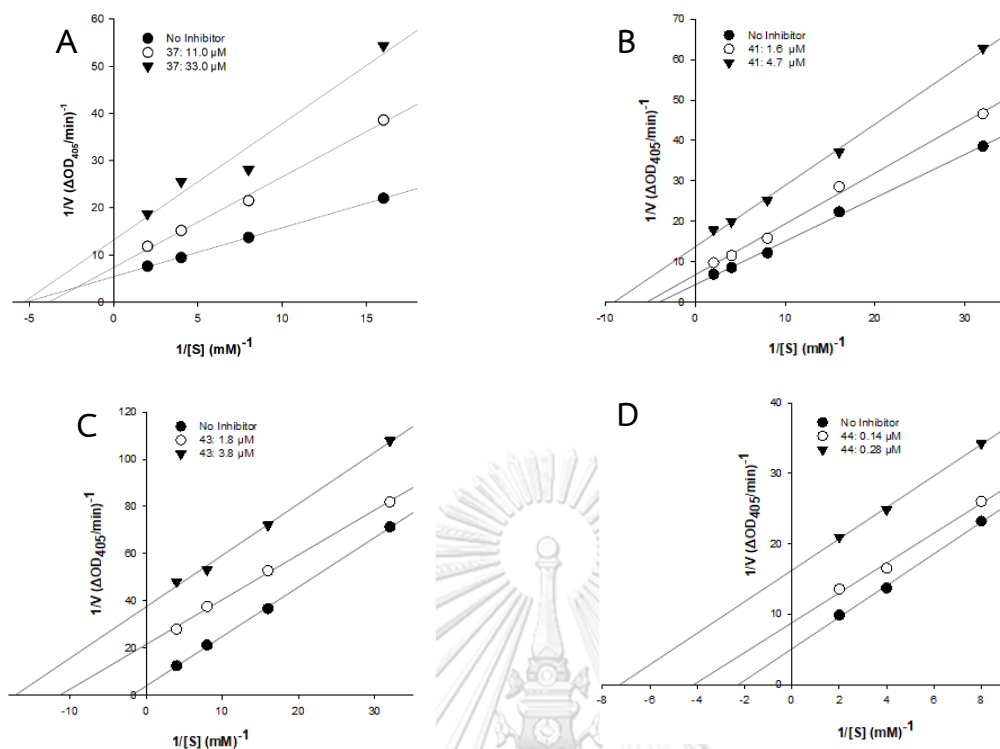 A
No Inhibitor
37: 11.0 µM
37: 33.0 µM
1/V (ΔOD405/min)-1
60
50
40
30
20
10
0
-5
0
5
10
15
1/[S] (mM)-1
B
No Inhibitor
41: 1.6 µM
41: 4.7 µM
1/V (ΔOD405/min)-1
70
60
50
40
30
20
10
0
-10
0
10
20
30
1/[S] (mM)-1
C
No Inhibitor
43: 1.8 µM
43: 3.8 µM
1/V (ΔOD405/min)-1
120
100
80
60
40
20
0
-10
0
10
20
30
1/[S] (mM)-1
D
No Inhibitor
44: 0.14 µM
44: 0.28 µM
1/V (ΔOD405/min)-1
40
30
20
10
0
-8
-6
-4
-2
0
2
4
6
8
1/[S] (mM)-1